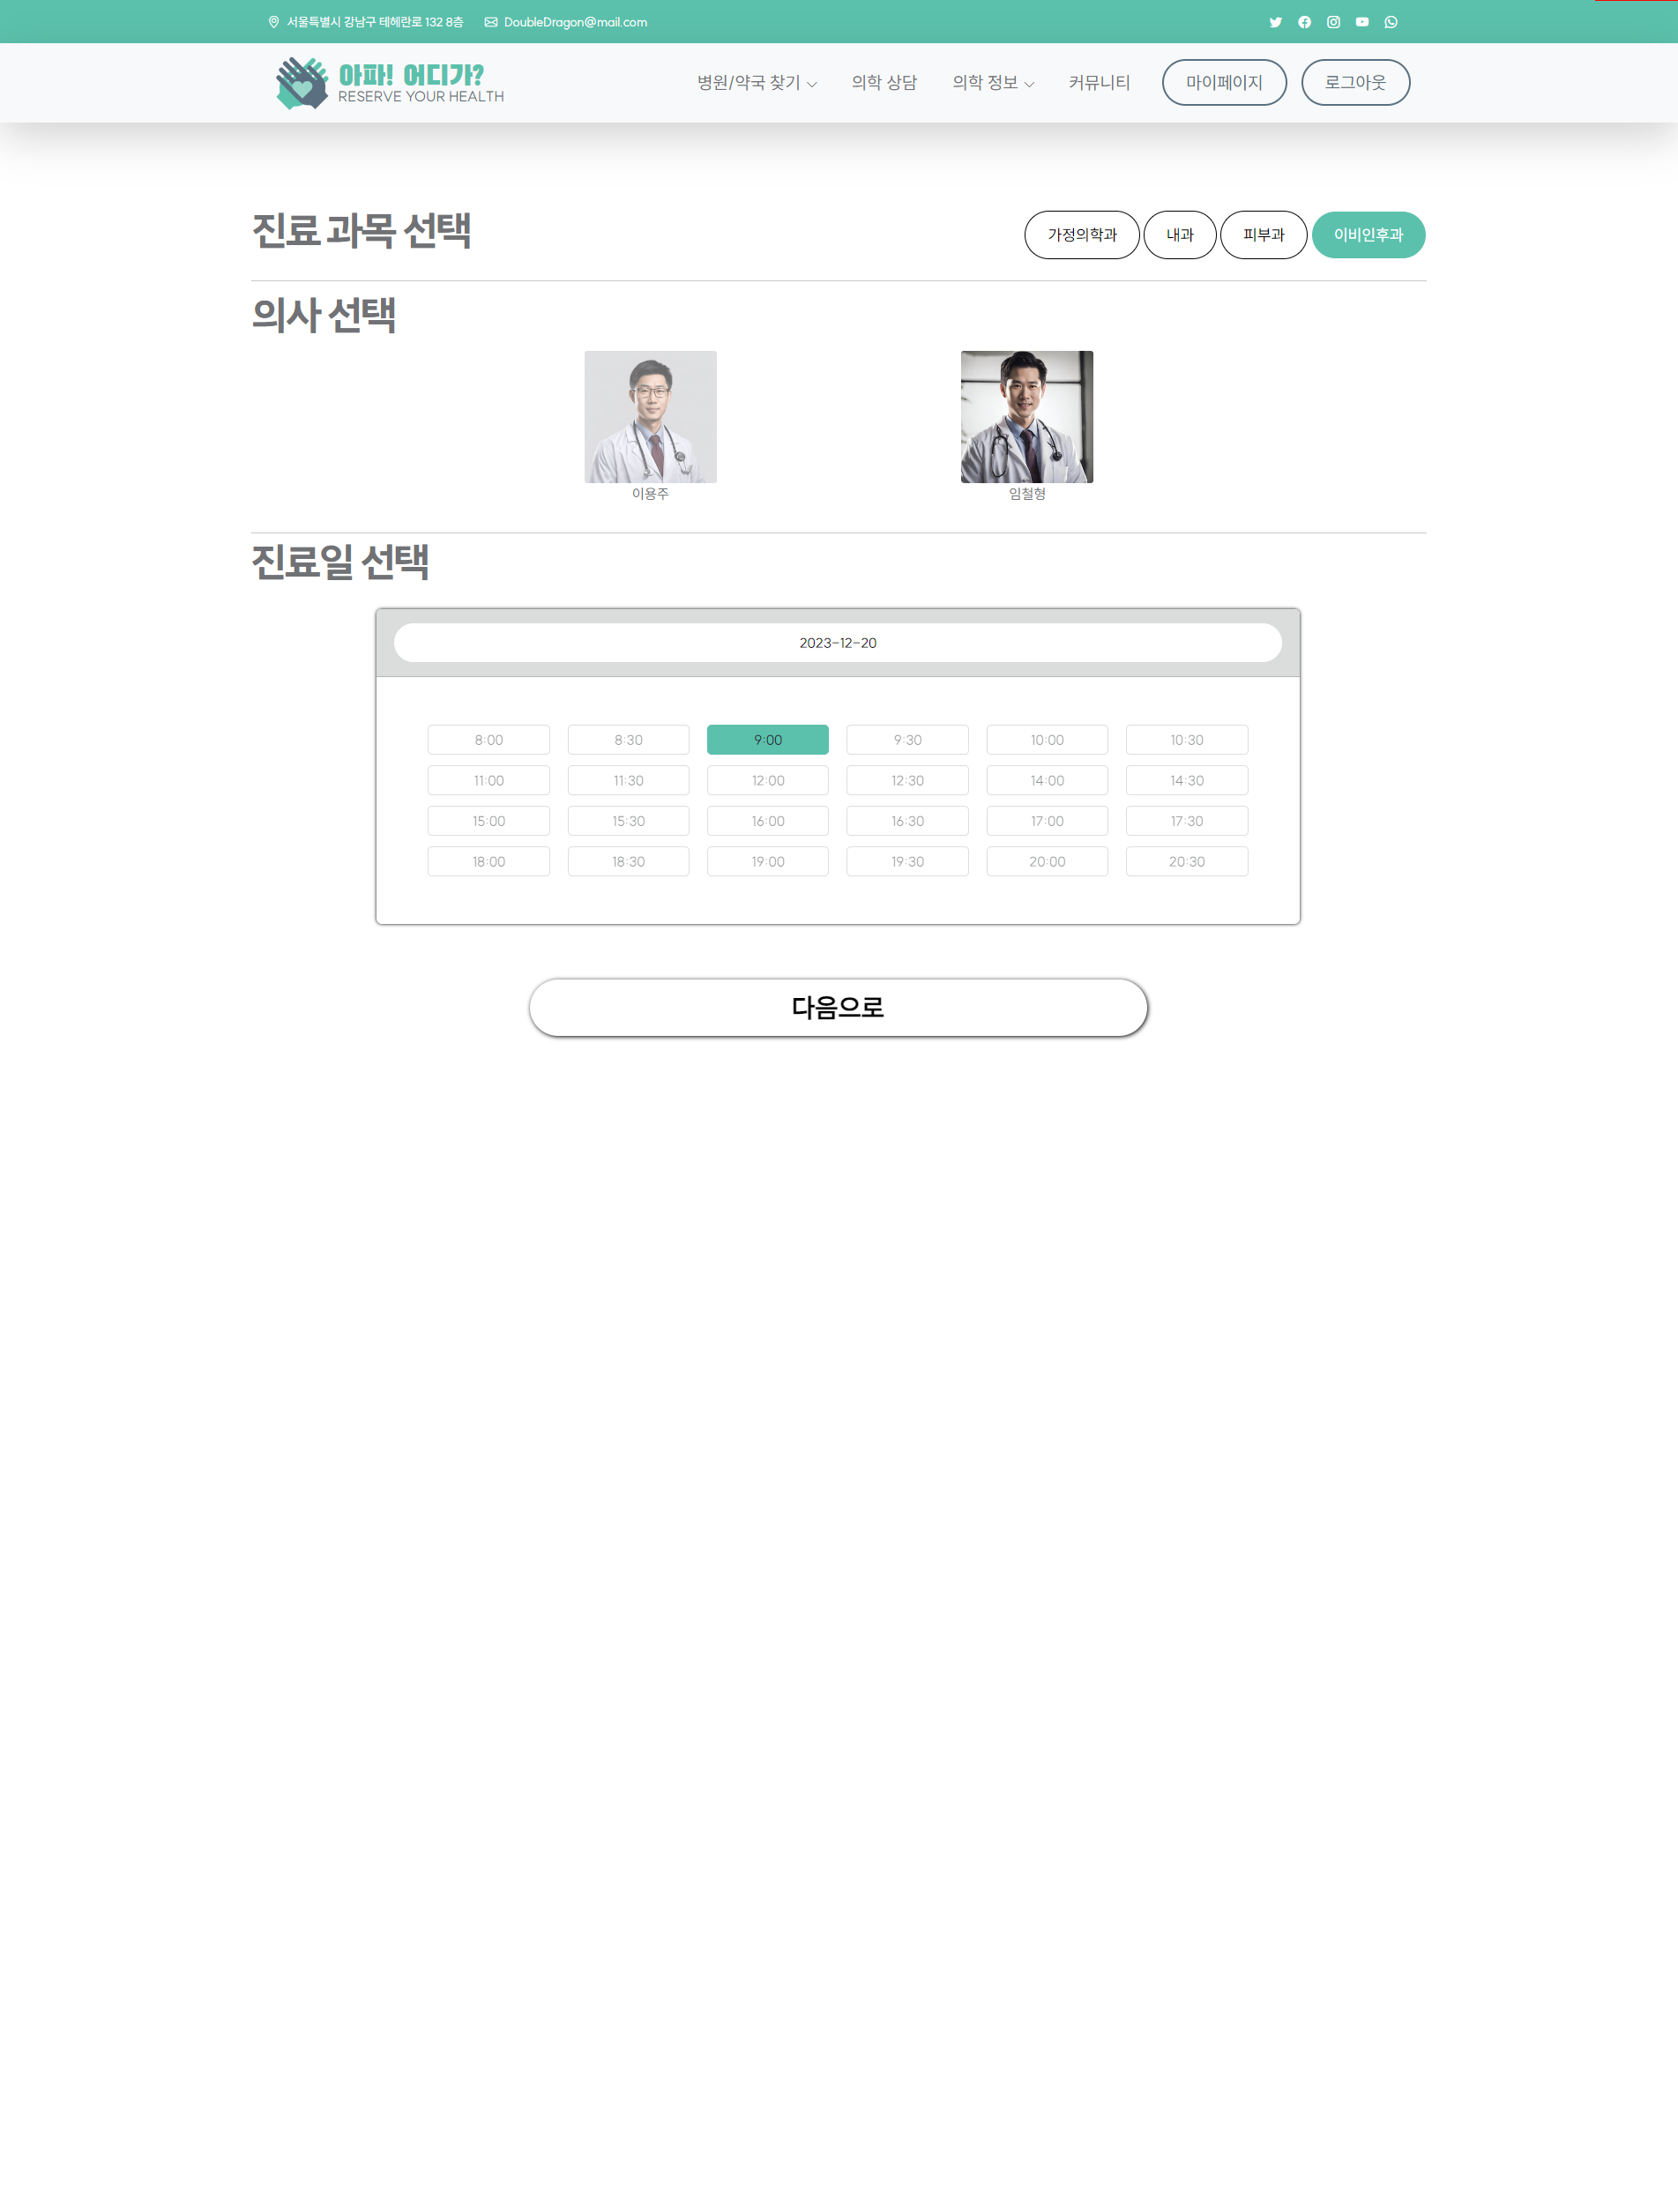 서울특별시 강남구 테헤란로 132 8층 DoubleDragon@mail.com
아파! 어디가?
RESERVE YOUR HEALTH
병원/약국 찾기 의학 상담 의학 정보 커뮤니티 마이페이지 로그아웃
진료 과목 선택
가정의학과 내과 피부과 이비인후과
의사 선택
이용주 임철형
진료일 선택
2023-12-20
8:00 8:30 9:00 9:30 10:00 10:30
11:00 11:30 12:00 12:30 14:00 14:30
15:00 15:30 16:00 16:30 17:00 17:30
18:00 18:30 19:00 19:30 20:00 20:30
다음으로